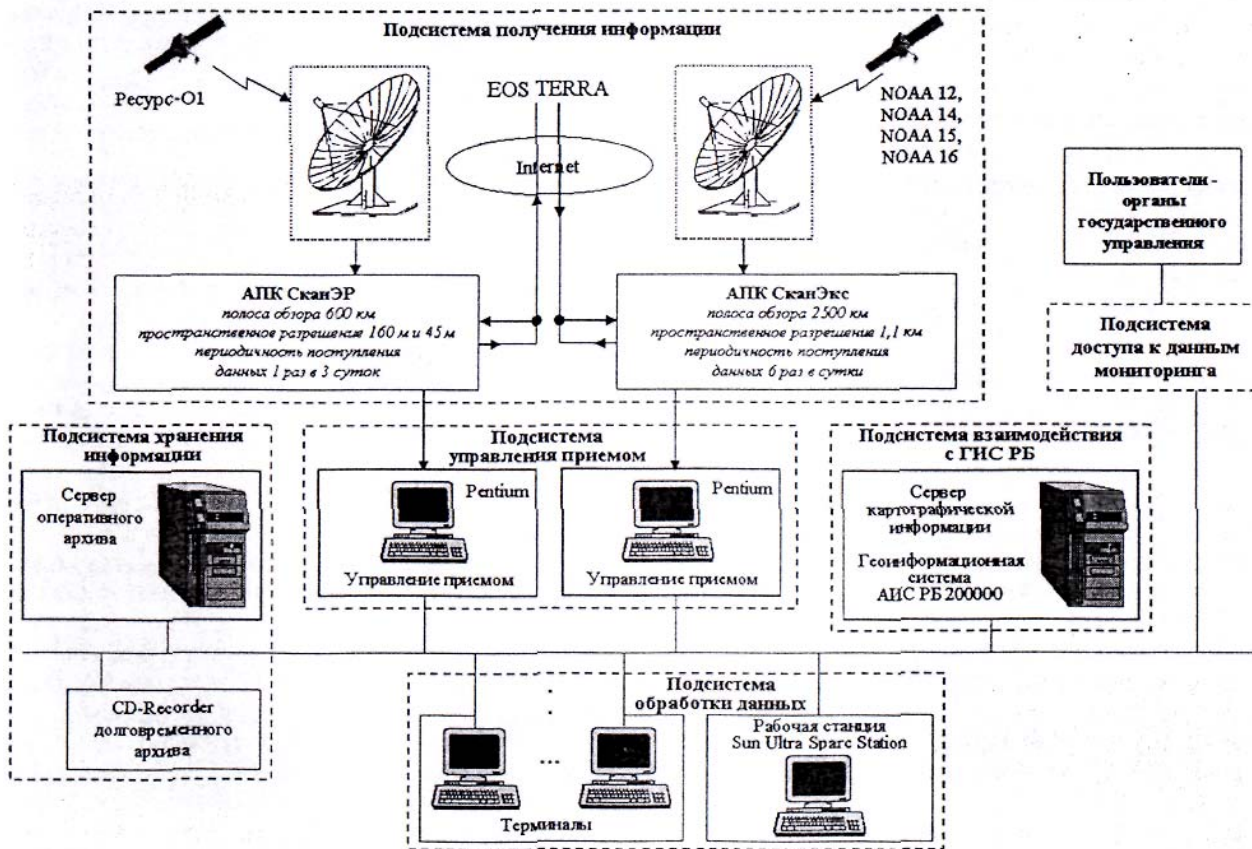 Подсистема получения информации
Ресурс-О1
EOS TERRA
Internet
NOAA 12,
NOAA 14,
NOAA 15,
NOAA 16
АПК СканЭР
полоса обзора 600 км
пространственное разрешение 160 м и 45 м
периодичность поступления
данных 1 раз в 3 суток
АПК СканЭкс
полоса обзора 2500 км
пространственное разрешение 1,1 км
периодичность поступления
данных 6 раз в сутки
Пользователи-
органы
государственного
управления
Подсистема
доступа к данным
мониторинга
Подсистема хранения
информации
Сервер
оперативного
архива
CD-Recorder
долговременного
архива
Подсистема
управления приемом
Pentium
Управление приемом
Pentium
Управление приемом
Подсистема взаимодействия
с ГИС РБ
Сервер
картографической
информации
Геоинформационная
система
АИС РБ 200000
Подсистема
обработки данных
...
Терминалы
Рабочая станция
Sun Ultra Sparc Station